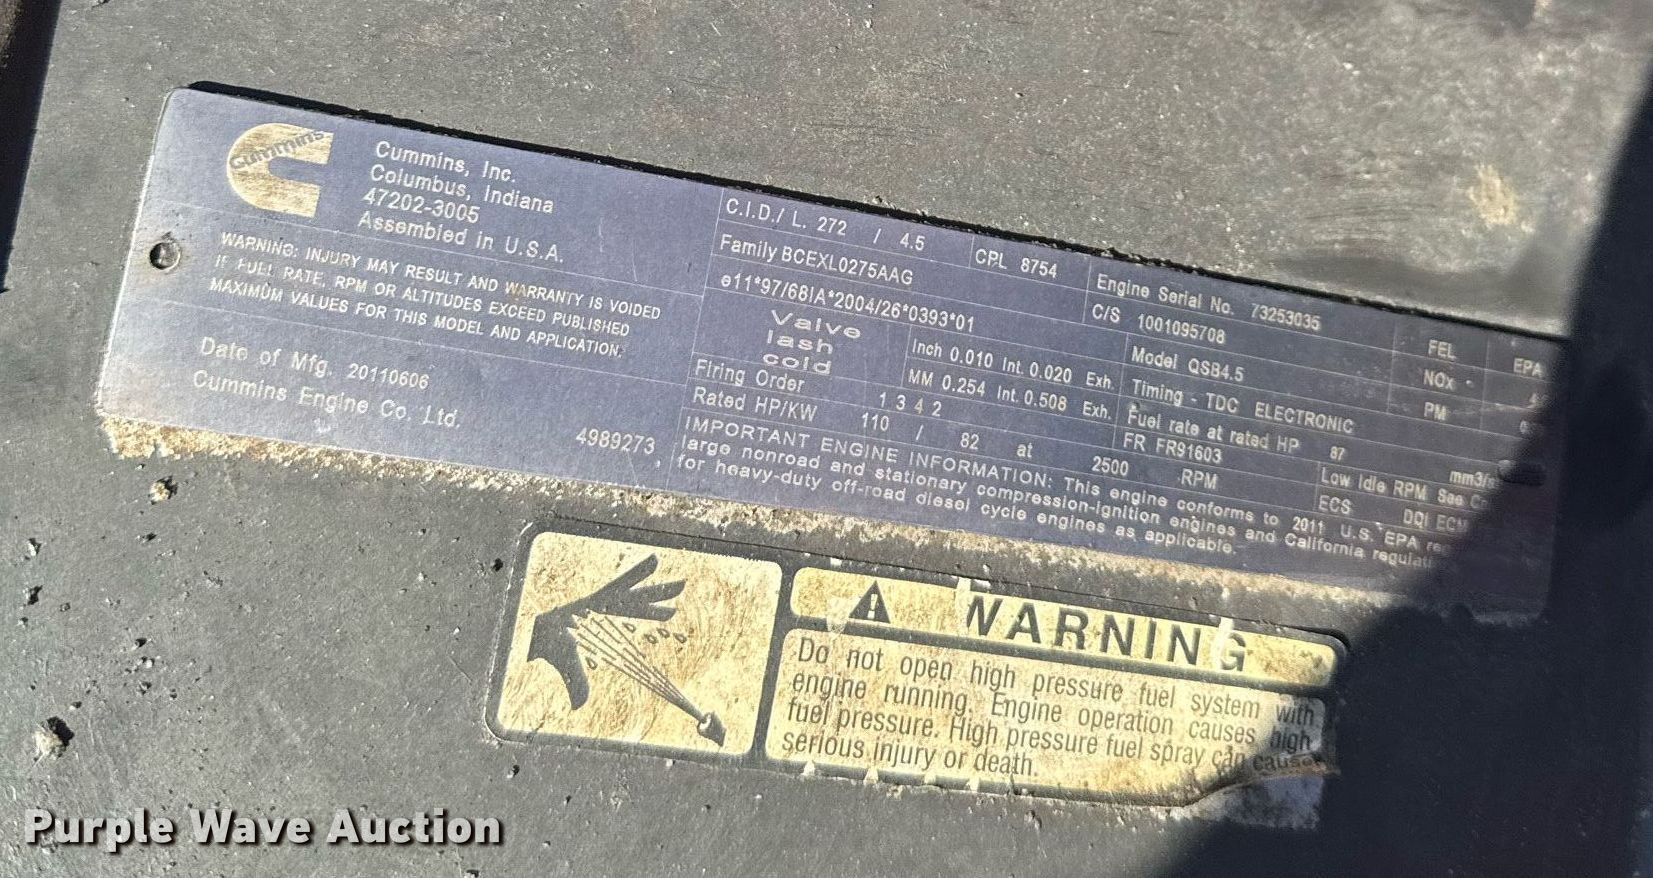 Cummins
Cummins, Inc.
Columbus, Indiana
47202-3005
Assembled in U.S.A.
WARNING: INJURY MAY RESULT AND WARRANTY IS VOIDED
IF FULL RATE, RPM OR ALTITUDES EXCEED PUBLISHED
MAXIMUM VALUES FOR THIS MODEL AND APPLICATION.
Date of Mfg. 20110606
Cummins Engine Co. Ltd.
4989273
C.I.D./ L. 272 / 4.5
CPL 8754
Family BCEXL0275AAG
e11*97/68IA*2004/26*0393*01
Valve
lash
cold
Inch 0.010 Int. 0.020 Exh.
MM 0.254 Int. 0.508 Exh.
Firing Order 1 3 4 2
Rated HP/KW 110 / 82 at 2500 RPM
Engine Serial No. 73253035
C/S 1001095708
Model QSB4.5
Timing - TDC ELECTRONIC
Fuel rate at rated HP 87 mm3/s
FR FR91603
FEL EPA
NOx
PM
Low Idle RPM See
ECS DDI ECM
IMPORTANT ENGINE INFORMATION: This engine conforms to 2011 U.S. EPA
large nonroad and stationary compression-ignition engines and California
for heavy-duty off-road diesel cycle engines as applicable.
WARNING
Do not open high pressure fuel system with
engine running. Engine operation causes high
fuel pressure. High pressure fuel spray can cause
serious injury or death.
Purple Wave Auction